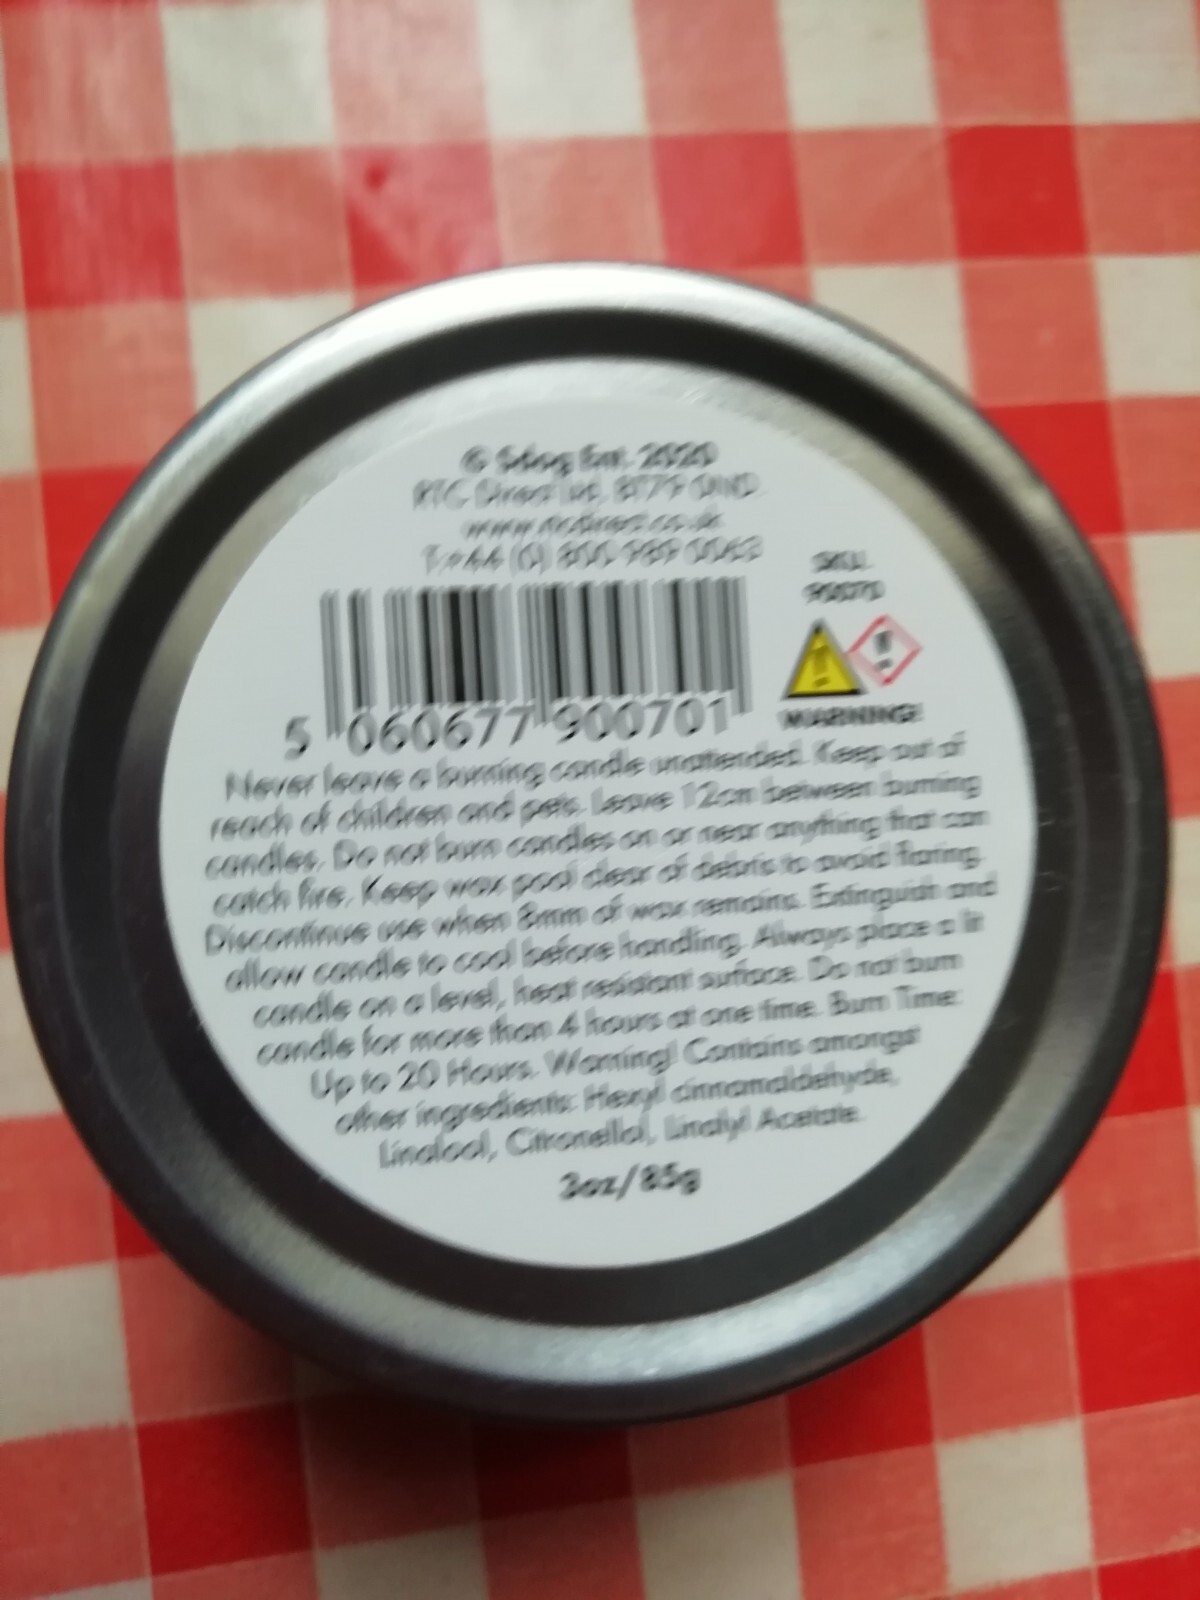 2020
www.rtcdirect.co.uk
T:+44 (0) 800 989 0063
SKU:
90070
5 060677 900701
WARNING!
Never leave a burning candle unattended. Keep out of
reach of children and pets. Leave 12cm between burning
candles. Do not burn candles on or near anything that can
catch fire. Keep wax pool clear of debris to avoid flaring.
Discontinue use when 8mm of wax remains. Extinguish and
allow candle to cool before handling. Always place a lit
candle on a level, heat resistant surface. Do not burn
candle for more than 4 hours at one time. Burn Time:
Up to 20 Hours. Warning! Contains amongst
other ingredients: Hexyl cinnamaldehyde,
Linalool, Citronellol, Linalyl Acetate.
3oz/85g